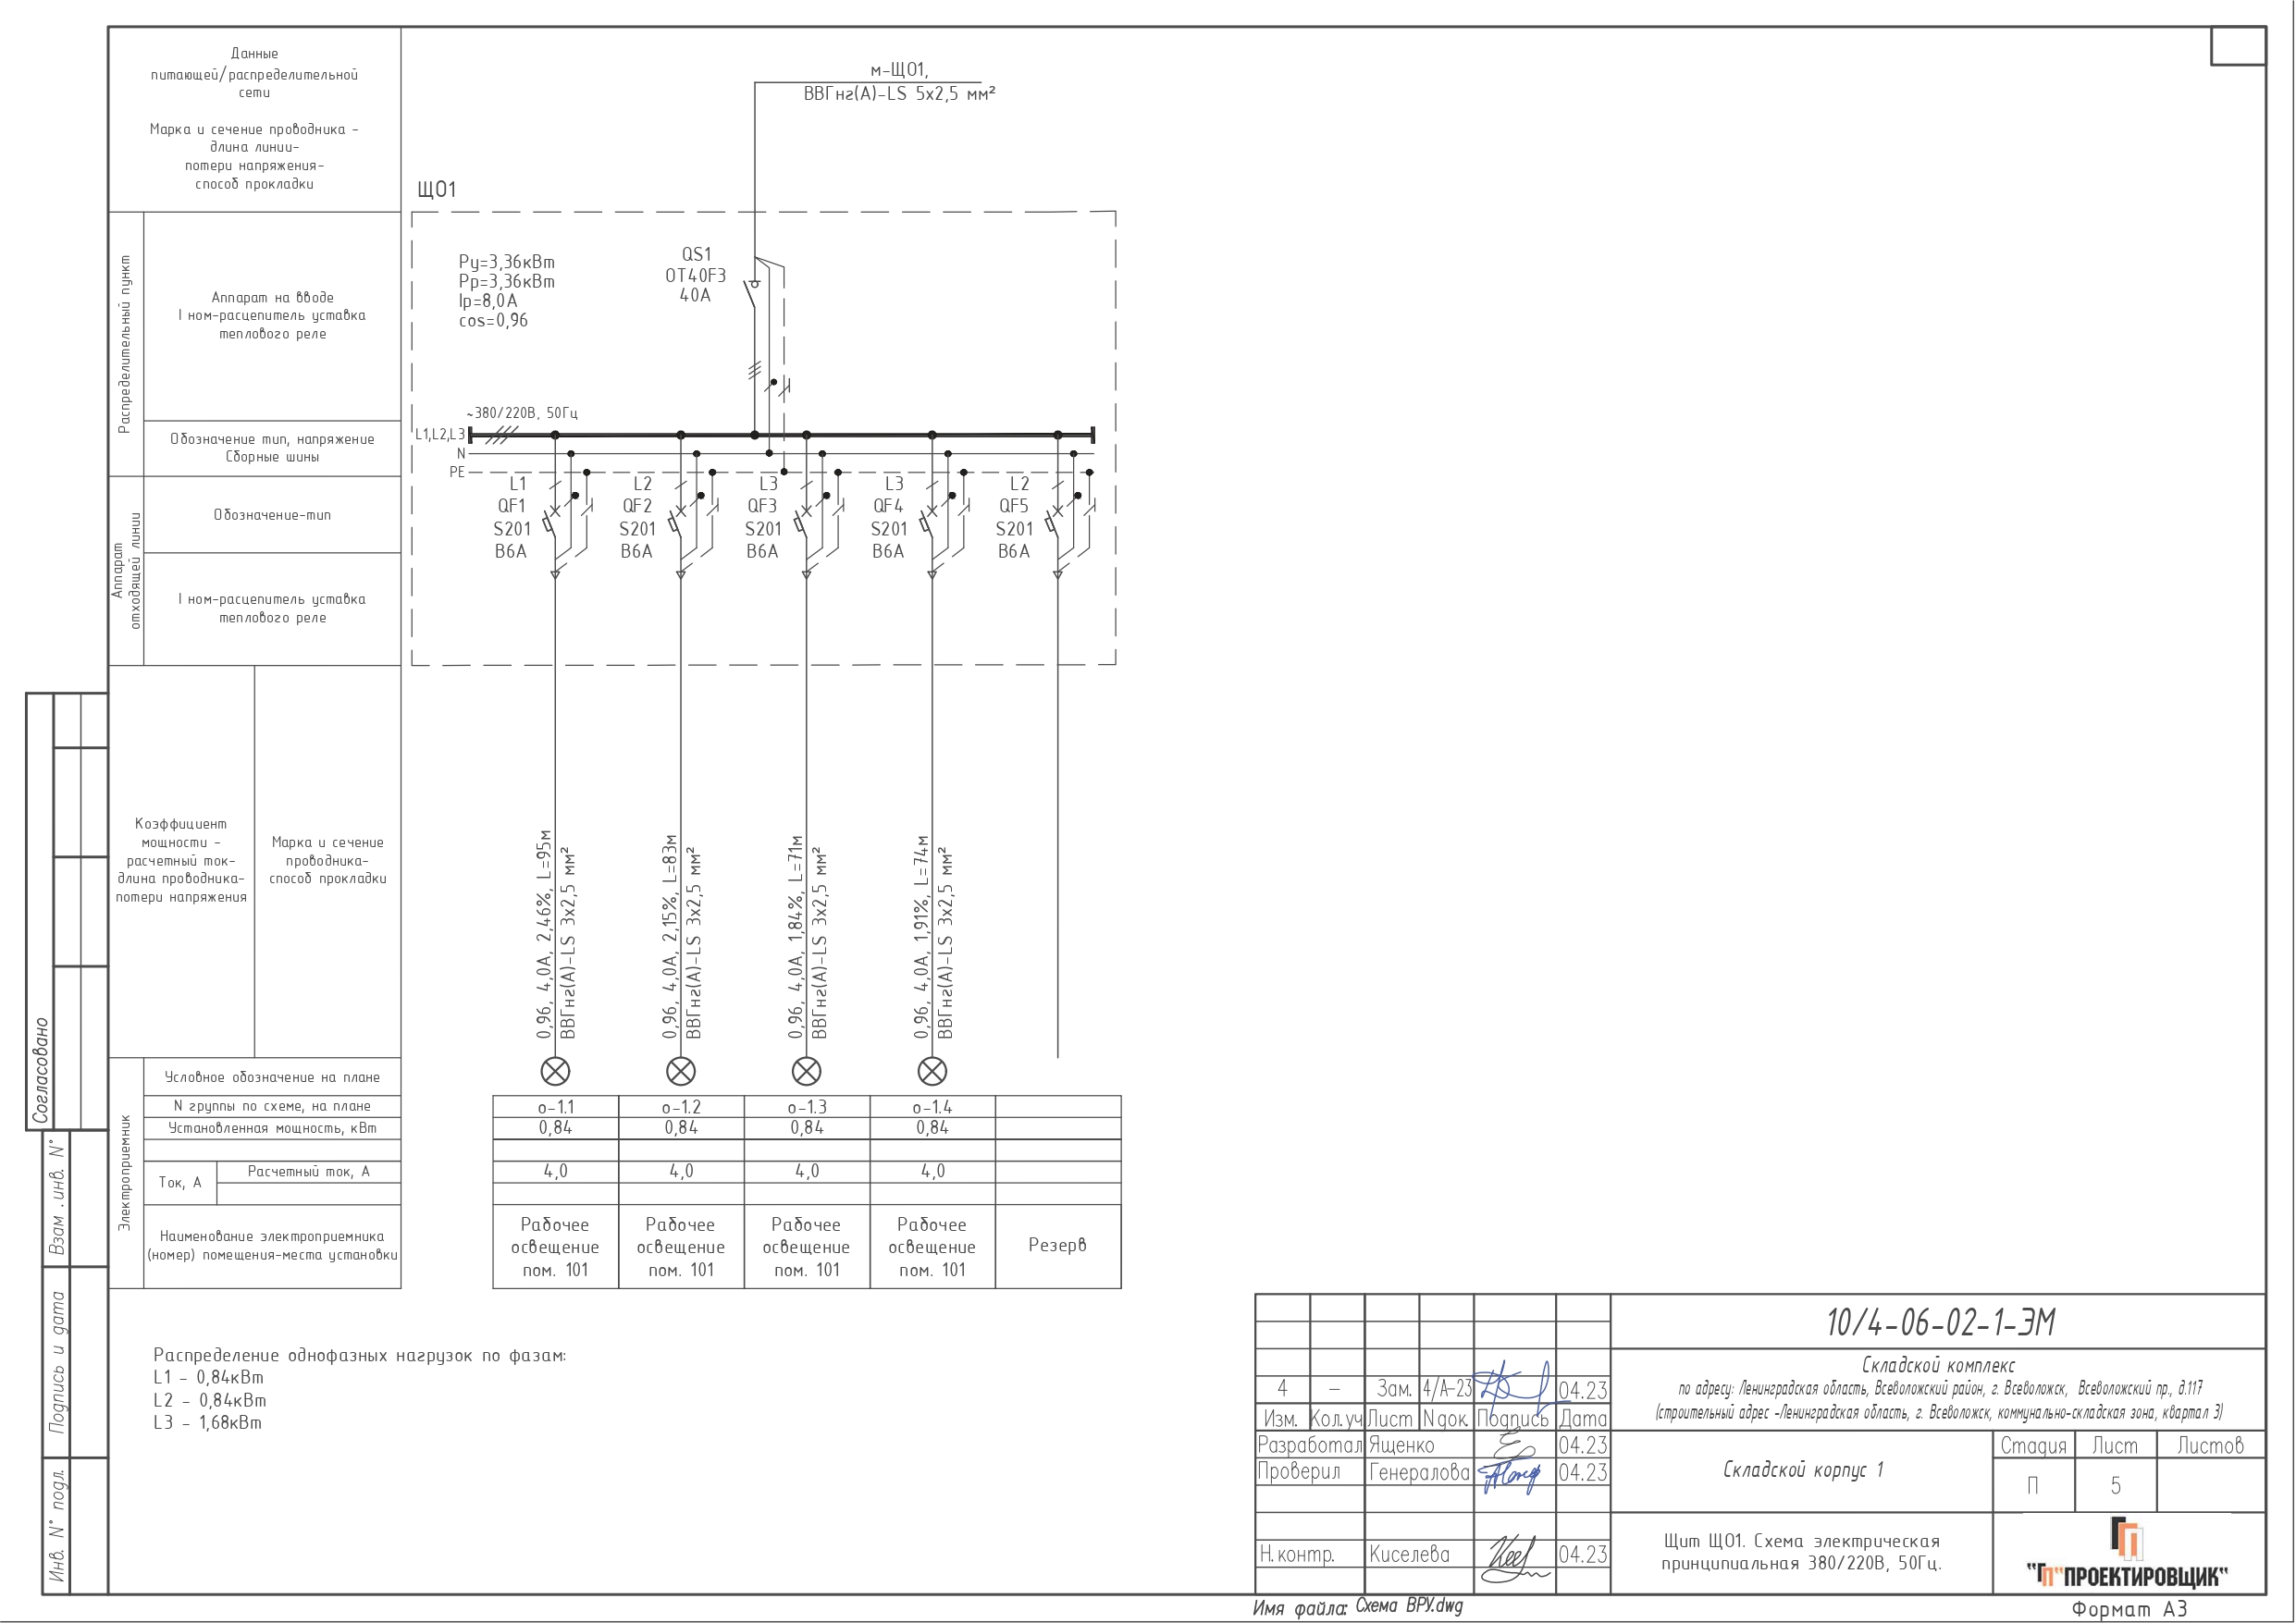 Данные
питающей/распределительной
сети
Марка и сечение проводника -
длина линии-
потери напряжения-
способ прокладки
Распределительный пункт
Аппарат на вводе
I ном-расцепитель уставка
теплового реле
Обозначение тип, напряжение
Сборные шины
Аппарат
отходящей линии
Обозначение-тип
I ном-расцепитель уставка
теплового реле
Коэффициент
мощности -
расчетный ток-
длина проводника-
потери напряжения
Марка и сечение
проводника-
способ прокладки
Электроприемник
Условное обозначение на плане
N группы по схеме, на плане
Установленная мощность, кВт
Ток, А
Расчетный ток, А
Наименование электроприемника
(номер) помещения-места установки
м-ЩО1,
ВВГнг(А)-LS 5х2,5 мм²
ЩО1
Ру=3,36кВт
Рр=3,36кВт
Iр=8,0А
cos=0,96
QS1
OT40F3
40А
~380/220В, 50Гц
L1,L2,L3
N
PE
L1
QF1
S201
B6A
L2
QF2
S201
B6A
L3
QF3
S201
B6A
L3
QF4
S201
B6A
L2
QF5
S201
B6A
0,96, 4,0А, 2,46%, L=95м
ВВГнг(А)-LS 3х2,5 мм²
0,96, 4,0А, 2,15%, L=83м
ВВГнг(А)-LS 3х2,5 мм²
0,96, 4,0А, 1,84%, L=71м
ВВГнг(А)-LS 3х2,5 мм²
0,96, 4,0А, 1,91%, L=74м
ВВГнг(А)-LS 3х2,5 мм²
о-1.1 о-1.2 о-1.3 о-1.4
0,84 0,84 0,84 0,84
4,0 4,0 4,0 4,0
Рабочее
освещение
пом. 101
Рабочее
освещение
пом. 101
Рабочее
освещение
пом. 101
Рабочее
освещение
пом. 101
Резерв
Распределение однофазных нагрузок по фазам:
L1 - 0,84кВт
L2 - 0,84кВт
L3 - 1,68кВт
Согласовано
Взам . инв. N°
Подпись и дата
Инв. N° подл.
4 - Зам. 4/А-23 04.23
Изм. Кол.уч Лист Nдок. Подпись Дата
Разработал Ященко 04.23
Проверил Генералова 04.23
Н.контр. Киселева 04.23
10/4-06-02-1-ЭМ
Складской комплекс
по адресу: Ленинградская область, Всеволожский район, г. Всеволожск, Всеволожский пр., д.117
(строительный адрес -Ленинградская область, г. Всеволожск, коммунально-складская зона, квартал 3)
Складской корпус 1
Стадия Лист Листов
П 5
Щит ЩО1. Схема электрическая
принципиальная 380/220В, 50Гц.
"ГП"ПРОЕКТИРОВЩИК"
Имя файла: Схема ВРУ.dwg
Формат А3